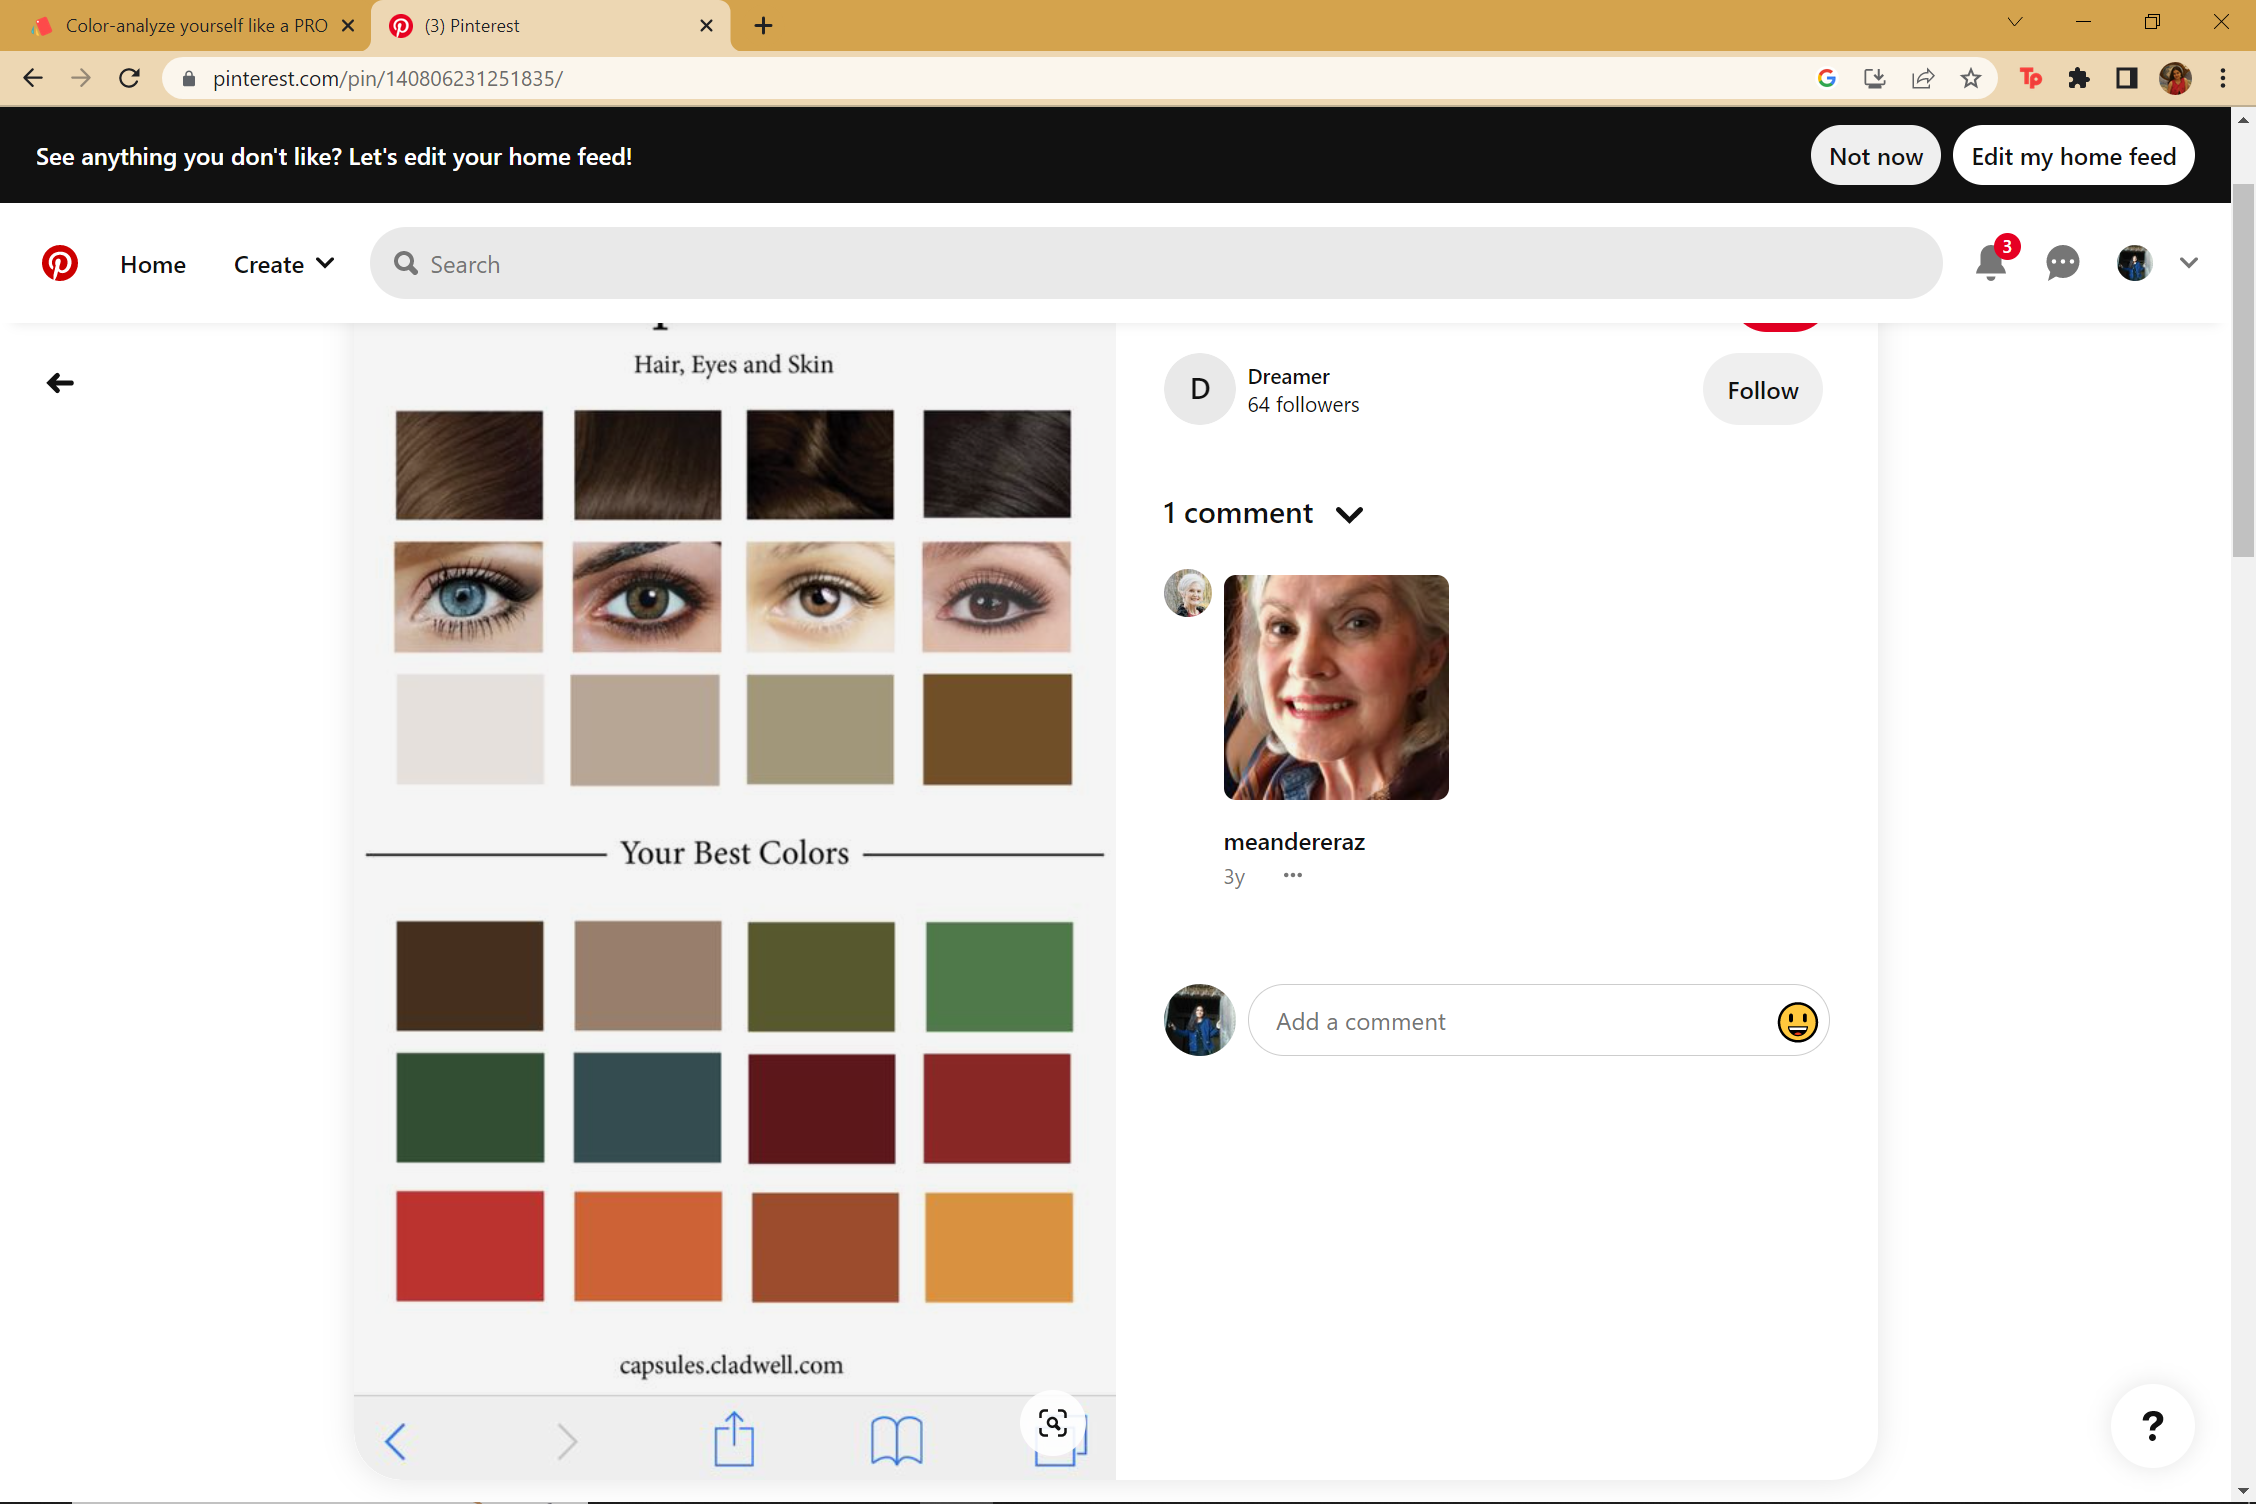 Color-analyze yourself like a PRO
(3) Pinterest
pinterest.com/pin/140806231251835/
Tp
See anything you don't like? Let's edit your home feed!
Not now
Edit my home feed
Home
Create
Search
3
Hair, Eyes and Skin
D
Dreamer
64 followers
Follow
1 comment
meandereraz
3y
Your Best Colors
Add a comment
capsules.cladwell.com
?